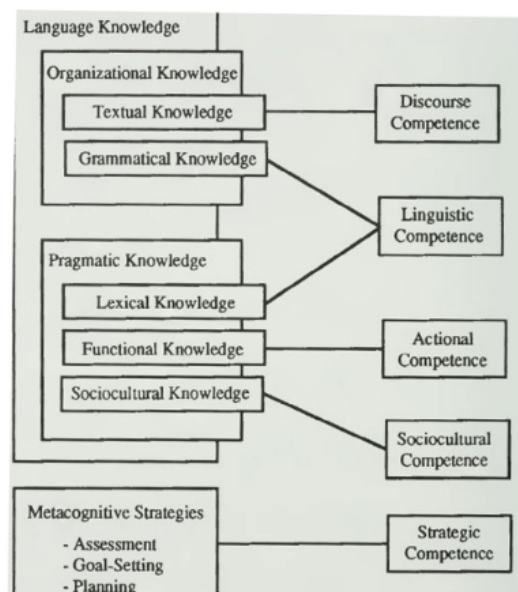 Language Knowledge
Organizational Knowledge
Textual Knowledge
Discourse
Competence
Grammatical Knowledge
Linguistic
Competence
Pragmatic Knowledge
Lexical Knowledge
Functional Knowledge
Actional
Competence
Sociocultural Knowledge
Sociocultural
Competence
Metacognitive Strategies
- Assessment
- Goal-Setting
- Planning
Strategic
Competence